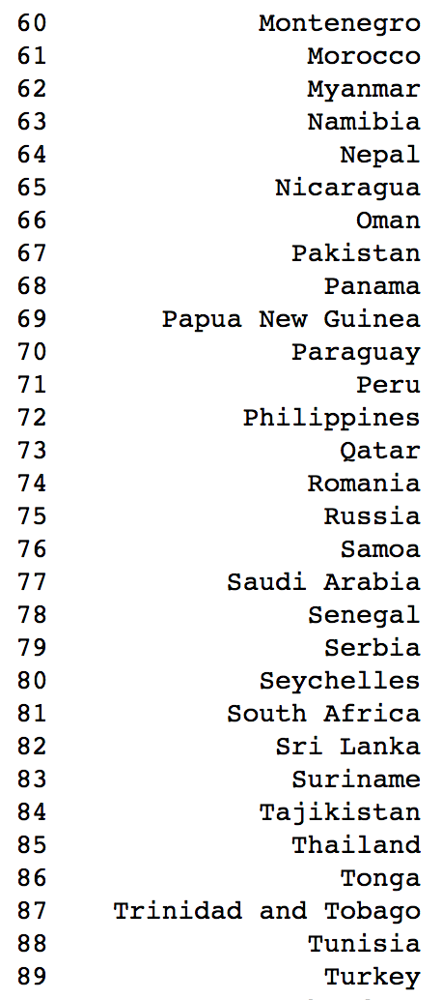 60 Montenegro
61 Morocco
62 Myanmar
63 Namibia
64 Nepal
65 Nicaragua
66 Oman
67 Pakistan
68 Panama
69 Papua New Guinea
70 Paraguay
71 Peru
72 Philippines
73 Qatar
74 Romania
75 Russia
76 Samoa
77 Saudi Arabia
78 Senegal
79 Serbia
80 Seychelles
81 South Africa
82 Sri Lanka
83 Suriname
84 Tajikistan
85 Thailand
86 Tonga
87 Trinidad and Tobago
88 Tunisia
89 Turkey